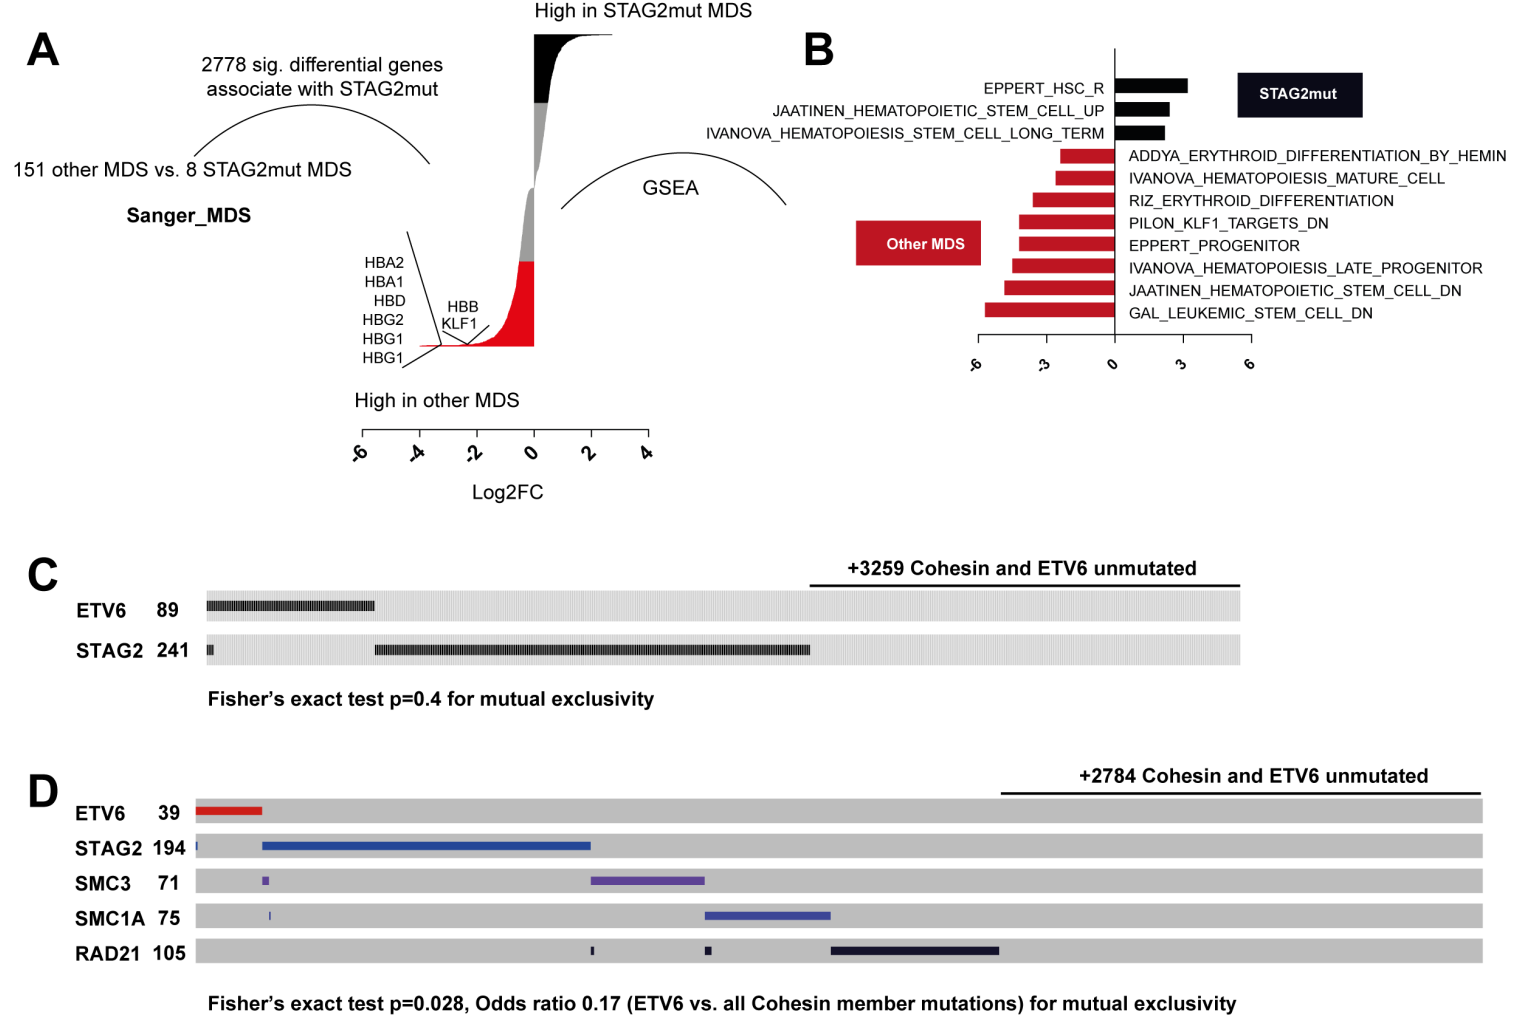 A
High in STAG2mut MDS
2778 sig. differential genes
associate with STAG2mut
151 other MDS vs. 8 STAG2mut MDS
Sanger_MDS
HBA2
HBA1
HBD
HBG2
HBG1
HBG1
HBB
KLF1
High in other MDS
-6 -4 -2 0 2 4
Log2FC
GSEA
B
EPPERT_HSC_R
JAATINEN_HEMATOPOIETIC_STEM_CELL_UP
IVANOVA_HEMATOPOIESIS_STEM_CELL_LONG_TERM
STAG2mut
ADDYA_ERYTHROID_DIFFERENTIATION_BY_HEMIN
IVANOVA_HEMATOPOIESIS_MATURE_CELL
RIZ_ERYTHROID_DIFFERENTIATION
PILON_KLF1_TARGETS_DN
EPPERT_PROGENITOR
IVANOVA_HEMATOPOIESIS_LATE_PROGENITOR
JAATINEN_HEMATOPOIETIC_STEM_CELL_DN
GAL_LEUKEMIC_STEM_CELL_DN
Other MDS
-6 -3 0 3 6
C
+3259 Cohesin and ETV6 unmutated
ETV6 89
STAG2 241
Fisher's exact test p=0.4 for mutual exclusivity
D
+2784 Cohesin and ETV6 unmutated
ETV6 39
STAG2 194
SMC3 71
SMC1A 75
RAD21 105
Fisher's exact test p=0.028, Odds ratio 0.17 (ETV6 vs. all Cohesin member mutations) for mutual exclusivity